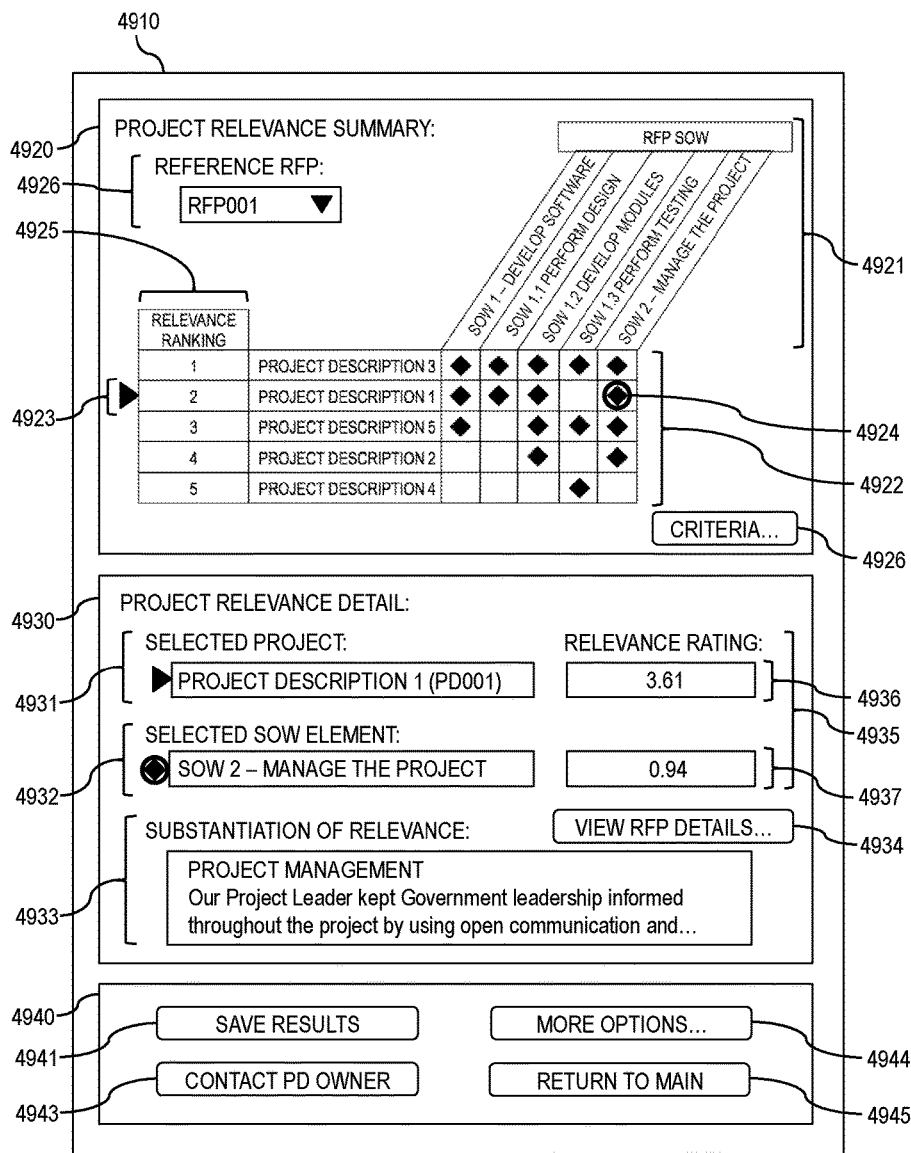 4910
PROJECT RELEVANCE SUMMARY:
4920
RFP SOW
REFERENCE RFP:
4926
RFP001
4925
SOW 1 – DEVELOP SOFTWARE
SOW 1.1 PERFORM DESIGN
SOW 1.2 DEVELOP MODULES
SOW 1.3 PERFORM TESTING
SOW 2 – MANAGE THE PROJECT
4921
RELEVANCE
RANKING
1 PROJECT DESCRIPTION 3
2 PROJECT DESCRIPTION 1
4923
4924
3 PROJECT DESCRIPTION 5
4 PROJECT DESCRIPTION 2
4922
5 PROJECT DESCRIPTION 4
CRITERIA...
4926
PROJECT RELEVANCE DETAIL:
4930
SELECTED PROJECT: RELEVANCE RATING:
PROJECT DESCRIPTION 1 (PD001) 3.61
4931
4936
4935
SELECTED SOW ELEMENT:
SOW 2 – MANAGE THE PROJECT 0.94
4932
4937
SUBSTANTIATION OF RELEVANCE: VIEW RFP DETAILS...
4934
PROJECT MANAGEMENT
Our Project Leader kept Government leadership informed
4933
throughout the project by using open communication and...
4940
SAVE RESULTS MORE OPTIONS...
4941
4944
CONTACT PD OWNER RETURN TO MAIN
4943
4945